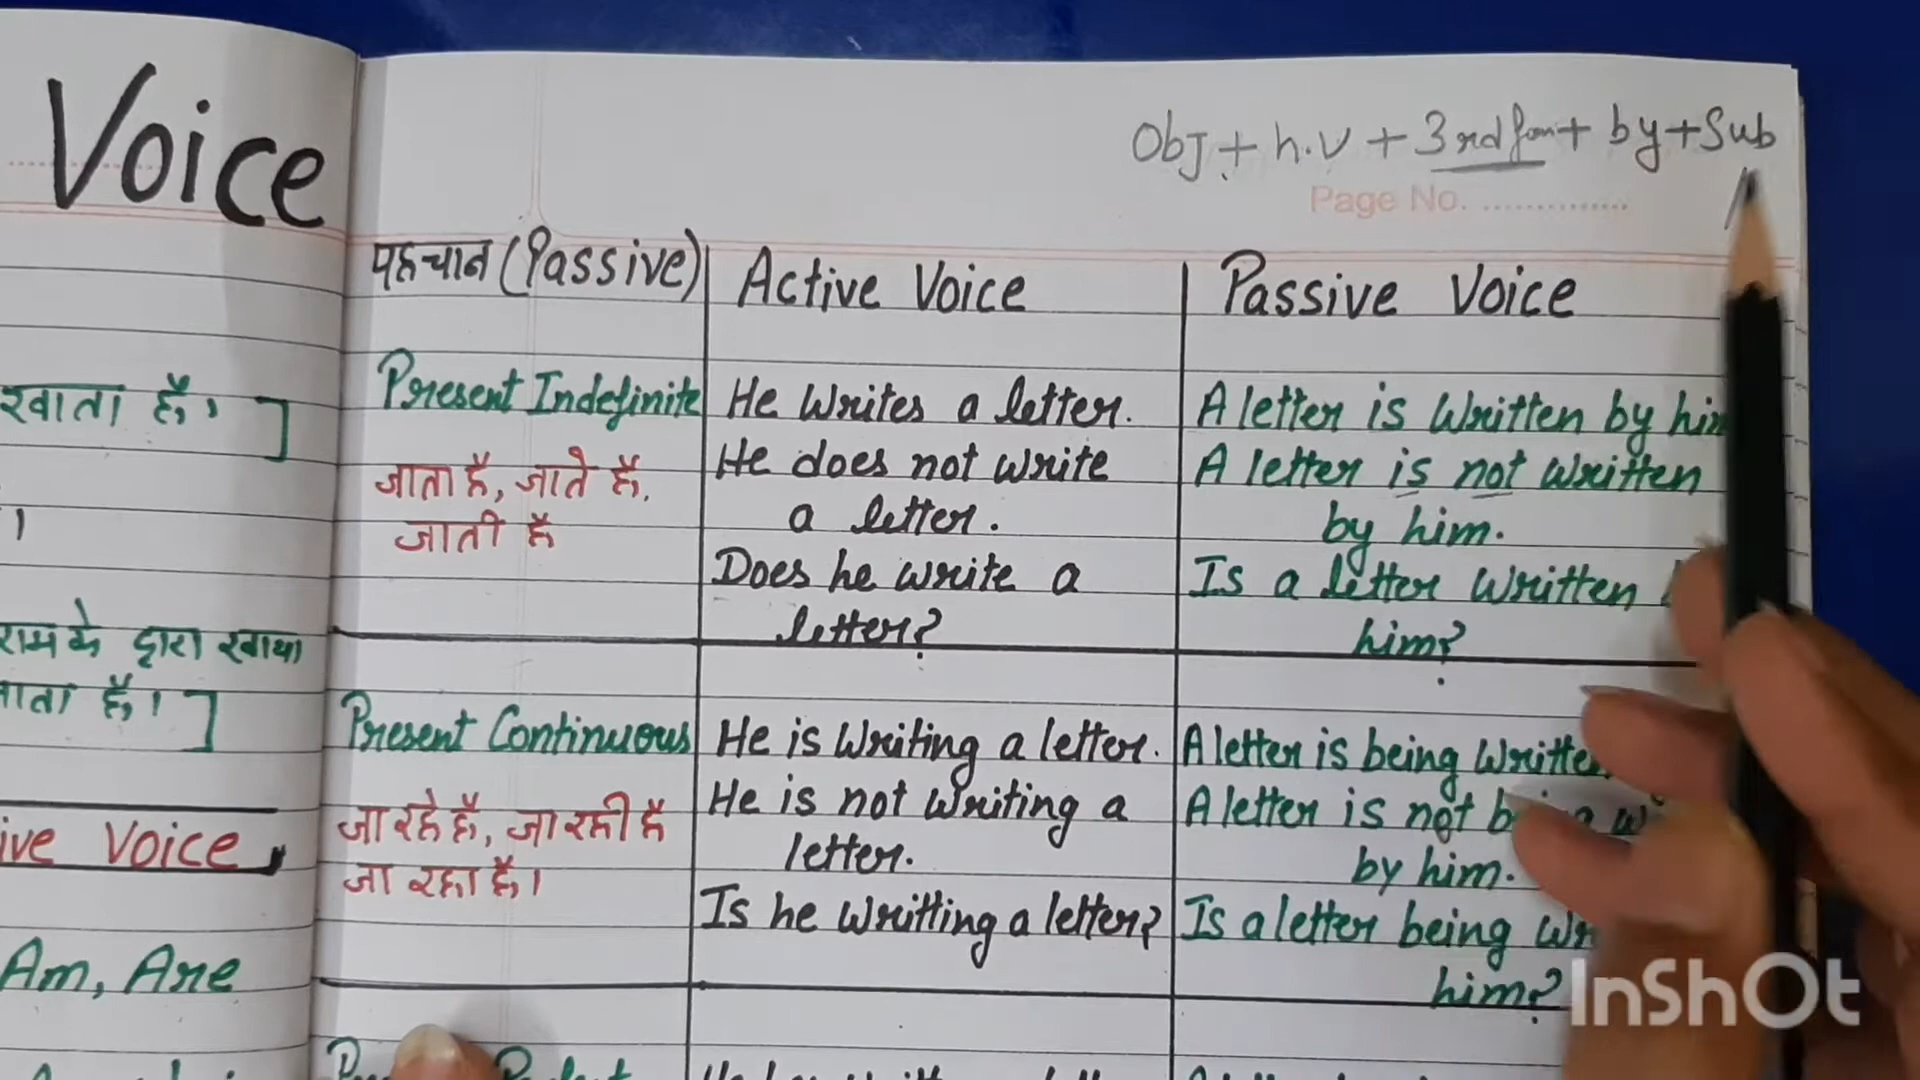 Voice
खाता है। ]
।
राम के द्वारा खाया
जाता है। ]
ive Voice
Am, Are
Obj + h.v + 3rd form + by + Sub
Page No. ..............
पहचान (Passive)
Active Voice
Passive Voice
Present Indefinite
जाता है, जाते हैं,
जाती है
He writes a letter.
He does not write
a letter.
Does he write a
letter?
A letter is written by him
A letter is not written
by him.
Is a letter written
him?
Present Continuous
जा रहे हैं, जा रही है
जा रहा है।
He is writing a letter.
He is not writing a
letter.
Is he writting a letter?
A letter is being written
A letter is not being
by him.
Is a letter being wr
him?
InShOt